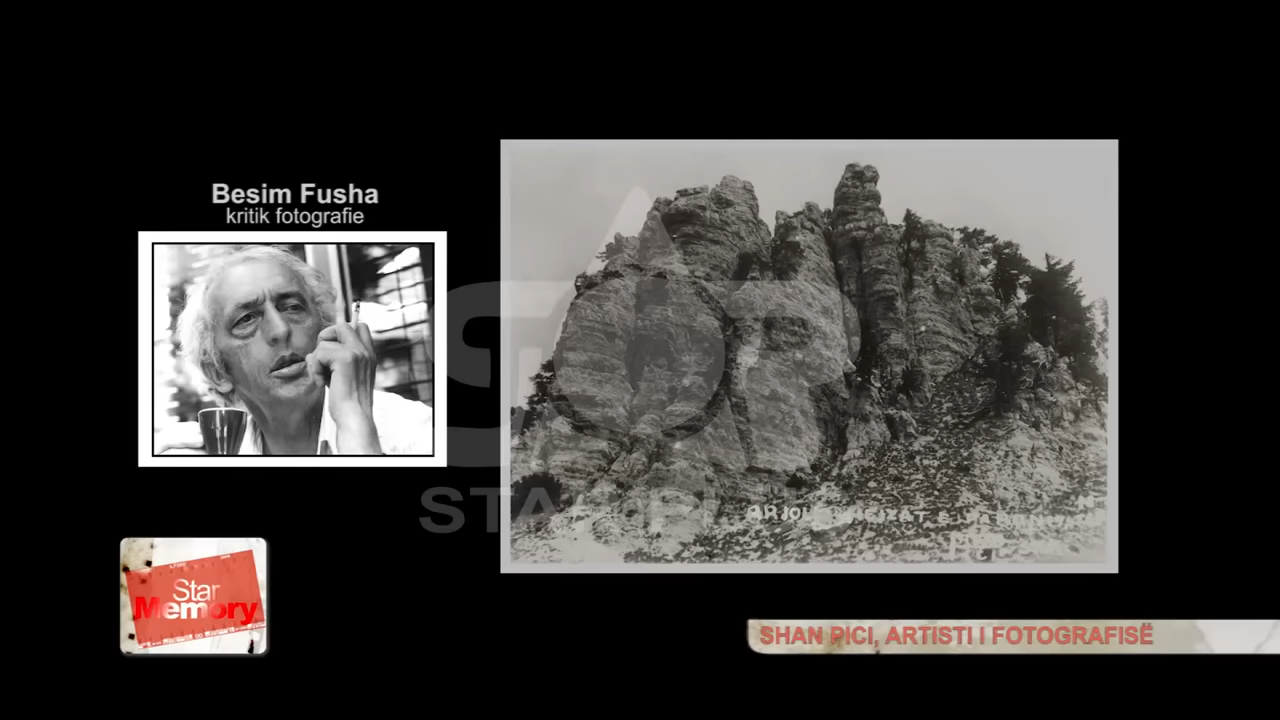 Besim Fusha
kritik fotografie
Star
Memory
SHAN PICI, ARTISTI I FOTOGRAFISË